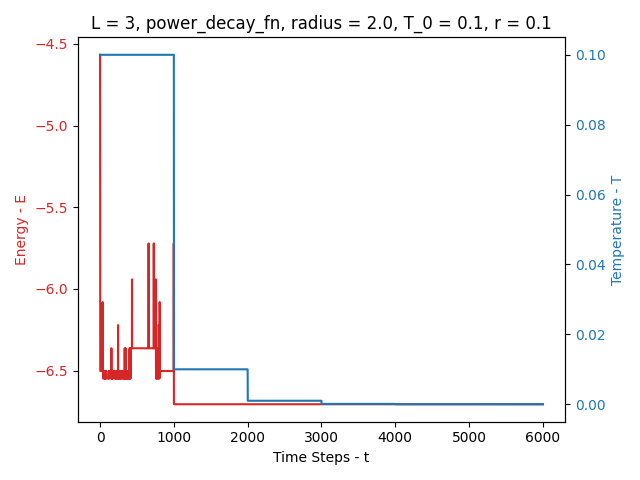 L = 3, power_decay_fn, radius = 2.0, T_0 = 0.1, r = 0.1
−4.5
−5.0
−5.5
−6.0
−6.5
Energy - E
0.10
0.08
0.06
0.04
0.02
0.00
Temperature - T
0 1000 2000 3000 4000 5000 6000
Time Steps - t